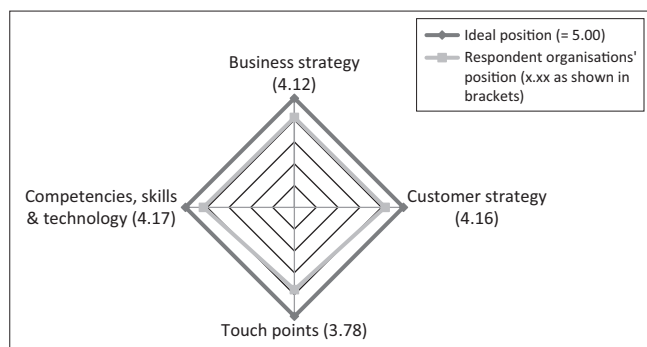 Ideal position (= 5.00)
Respondent organisations'
position (x.xx as shown in
brackets)
Business strategy
(4.12)
Competencies, skills
& technology (4.17)
Customer strategy
(4.16)
Touch points (3.78)